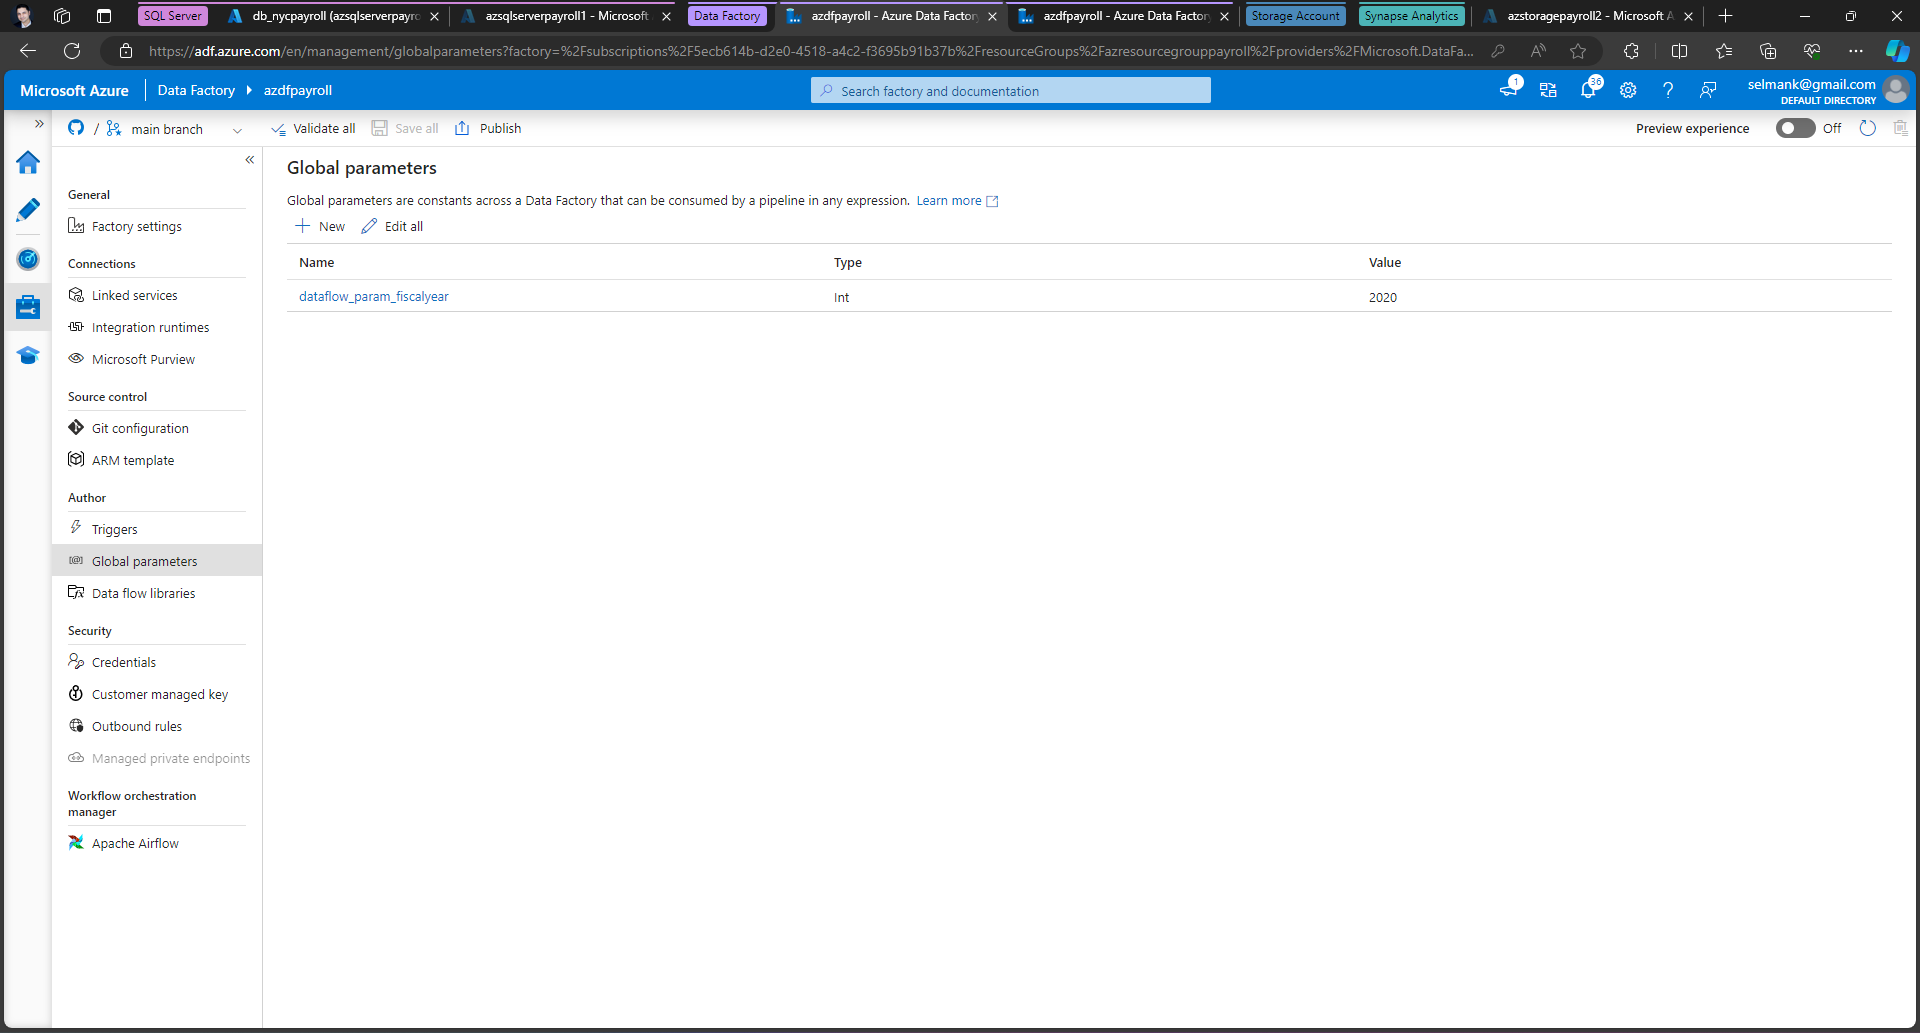 SQL Server
db_nycpayroll (azsqlserverpayro
azsqlserverpayroll1 - Microsoft
Data Factory
azdfpayroll - Azure Data Factory
azdfpayroll - Azure Data Factory
Storage Account
Synapse Analytics
azstoragepayroll2 - Microsoft A
https://adf.azure.com/en/management/globalparameters?factory=%2Fsubscriptions%2F5ecb614b-d2e0-4518-a4c2-f3695b91b37b%2FresourceGroups%2Fazresourcegrouppayroll%2Fproviders%2FMicrosoft.DataFa...
Microsoft Azure
Data Factory
azdfpayroll
Search factory and documentation
1
36
selmank@gmail.com
DEFAULT DIRECTORY
/
main branch
Validate all
Save all
Publish
Preview experience
Off
General
Factory settings
Connections
Linked services
Integration runtimes
Microsoft Purview
Source control
Git configuration
ARM template
Author
Triggers
Global parameters
Data flow libraries
Security
Credentials
Customer managed key
Outbound rules
Managed private endpoints
Workflow orchestration
manager
Apache Airflow
Global parameters
Global parameters are constants across a Data Factory that can be consumed by a pipeline in any expression. Learn more
New
Edit all
Name Type Value
dataflow_param_fiscalyear Int 2020